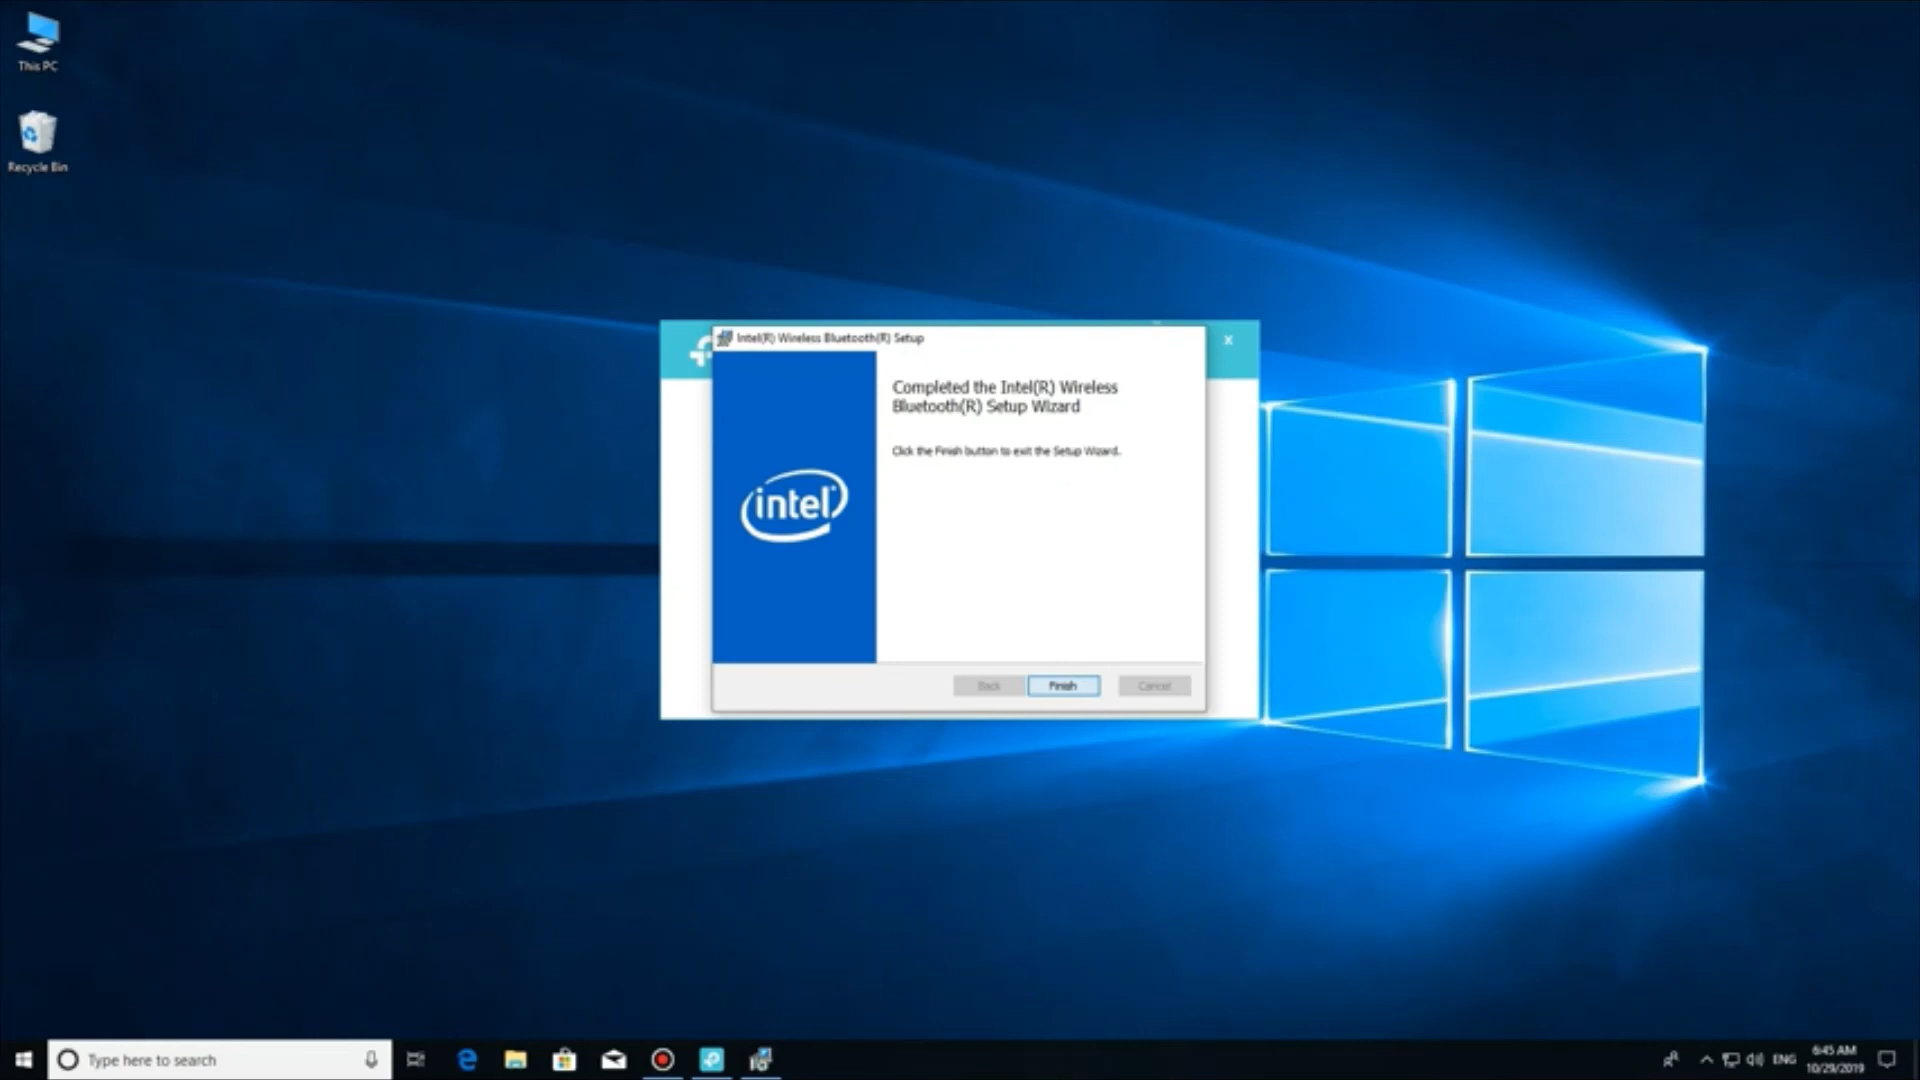 This PC
Recycle Bin
Intel(R) Wireless Bluetooth(R) Setup
x
Completed the Intel(R) Wireless
Bluetooth(R) Setup Wizard
Click the Finish button to exit the Setup Wizard.
intel
Back
Finish
Cancel
Type here to search
ENG
6:45 AM
10/29/2019